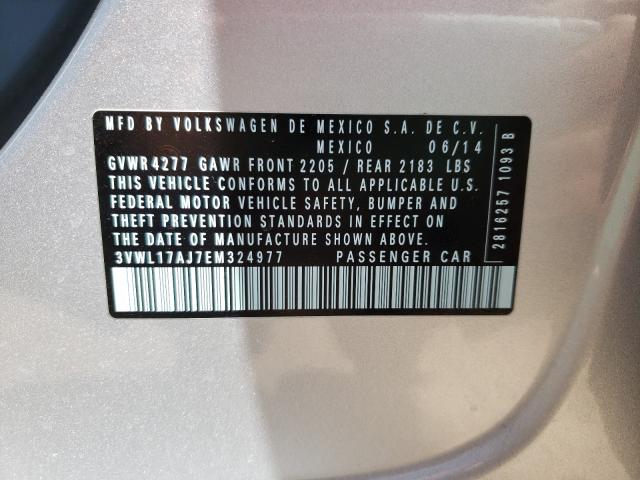 MFD BY VOLKSWAGEN DE MEXICO S.A. DE C.V.
MEXICO 06/14
GVWR4277 GAWR FRONT 2205 / REAR 2183 LBS
THIS VEHICLE CONFORMS TO ALL APPLICABLE U.S.
FEDERAL MOTOR VEHICLE SAFETY, BUMPER AND
THEFT PREVENTION STANDARDS IN EFFECT ON
THE DATE OF MANUFACTURE SHOWN ABOVE.
3VWL17AJ7EM324977 PASSENGER CAR
2816257 1093 B